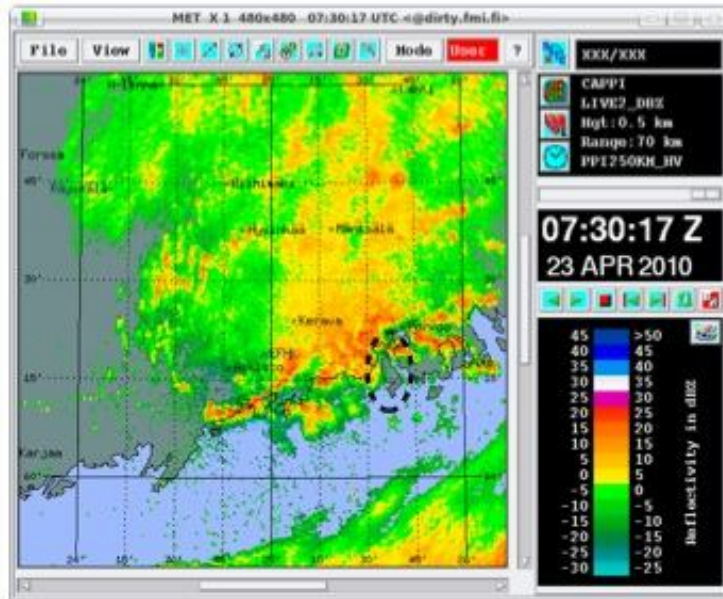 MET X 1 480x480 07:30:17 UTC <@dirty.fmi.fi>
File View Mode User ?
XXX/XXX
CAPPI
LIVE2_DBZ
Hgt:0.5 km
Range:70 km
PPI250KM_HV
07:30:17 Z
23 APR 2010
Forssa
Mantsala
Kerava
Karjaa
45 >50
40 45
35 40
30 35
25 30
20 25
15 20
10 15
5 10
0 5
-5 0
-10 -5
-15 -10
-20 -15
-25 -20
-30 -25
Reflectivity in dBZ